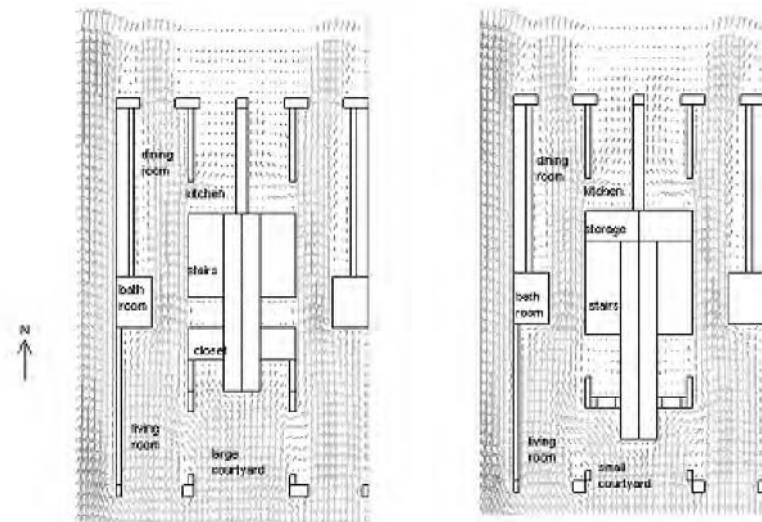 dining
room
kitchen
stairs
bath
room
closet
living
room
large
courtyard
N
dining
room
kitchen
storage
bath
room
stairs
living
room
small
courtyard